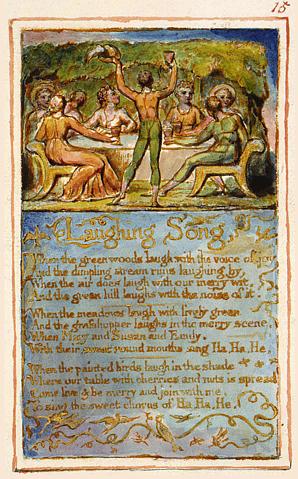 15
Laughing Song,
When the green woods laugh with the voice of joy
And the dimpling stream runs laughing by,
When the air does laugh with our merry wit,
And the green hill laughs with the noise of it.
When the meadows laugh with lively green
And the grasshopper laughs in the merry scene,
When Mary and Susan and Emily,
With their sweet round mouths sing Ha, Ha, He.
When the painted birds laugh in the shade
Where our table with cherries and nuts is spread
Come live & be merry and join with me,
To sing the sweet chorus of Ha, Ha, He.